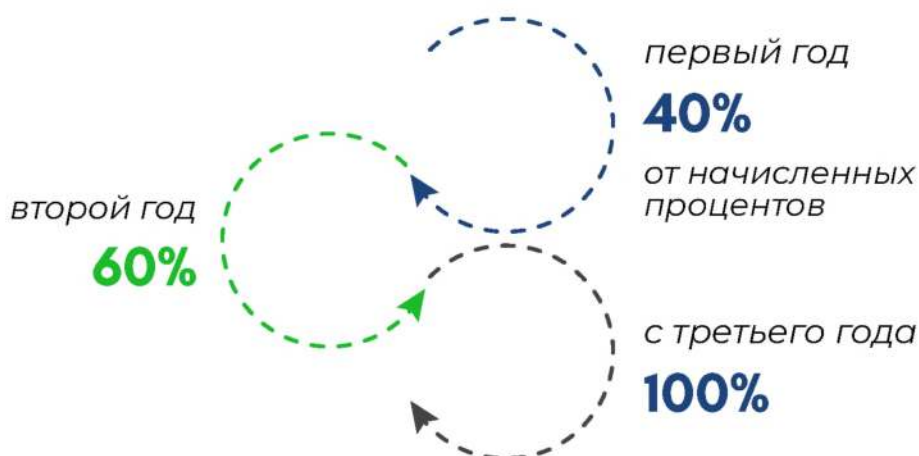 первый год
40%
от начисленных
процентов
второй год
60%
с третьего года
100%